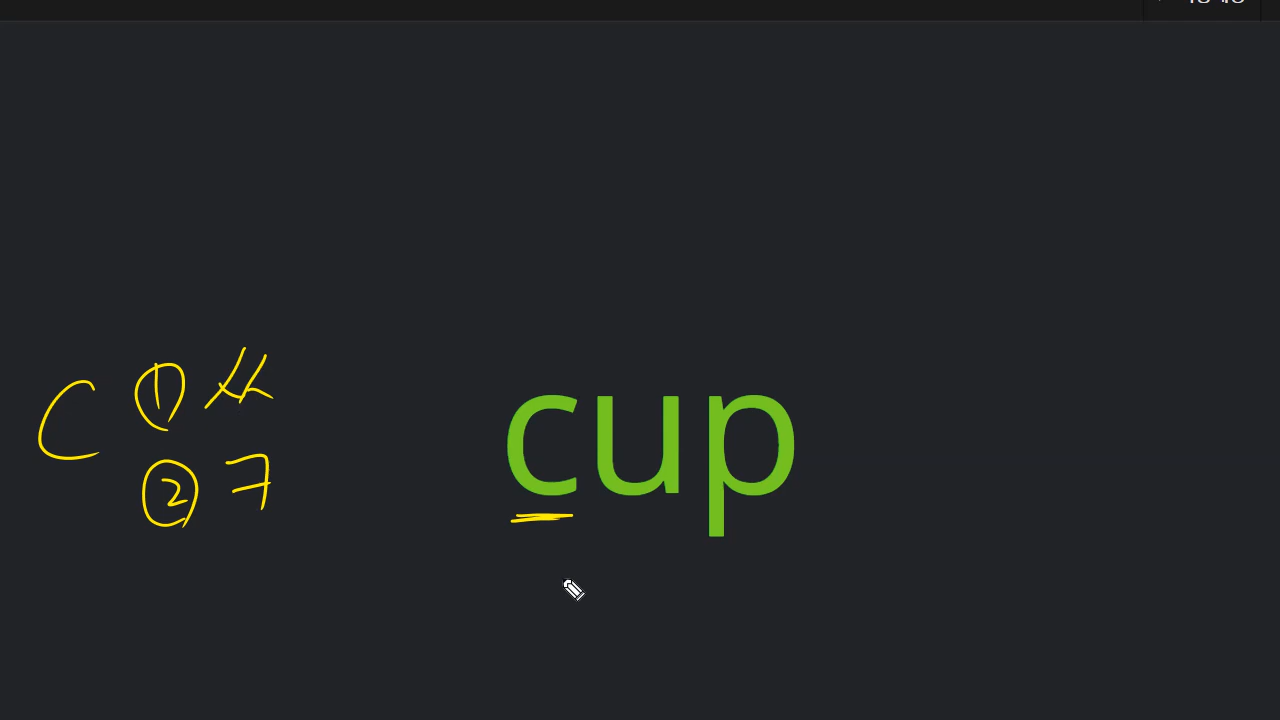 C ① ㅆ
② ㅋ
cup